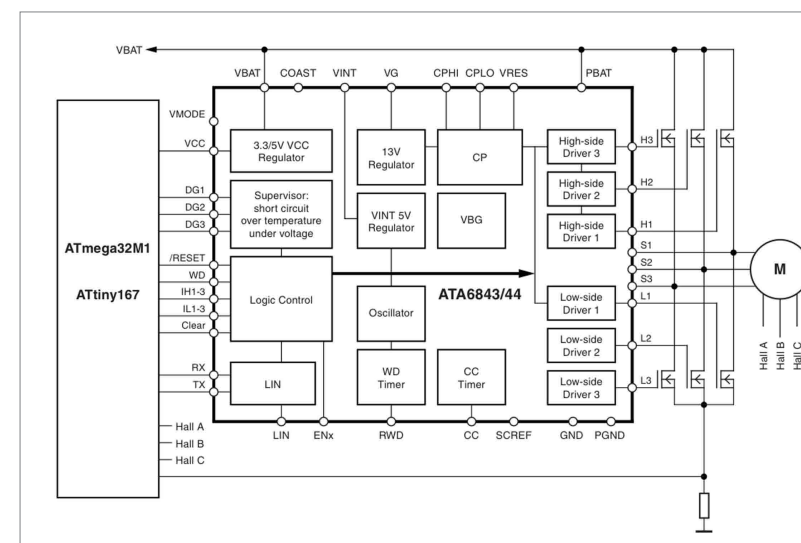 VBAT
VBAT
COAST
VINT
VG
CPHI
CPLO
VRES
PBAT
VMODE
VCC
DG1
DG2
DG3
/RESET
WD
IH1-3
IL1-3
Clear
RX
TX
Hall A
Hall B
Hall C
ATmega32M1
ATtiny167
3.3/5V VCC
Regulator
Supervisor:
short circuit
over temperature
under voltage
Logic Control
LIN
13V
Regulator
VINT 5V
Regulator
Oscillator
WD
Timer
CP
VBG
ATA6843/44
CC
Timer
High-side
Driver 3
High-side
Driver 2
High-side
Driver 1
Low-side
Driver 1
Low-side
Driver 2
Low-side
Driver 3
H3
H2
H1
S1
S2
S3
L1
L2
L3
M
Hall A
Hall B
Hall C
LIN
ENx
RWD
CC
SCREF
GND
PGND